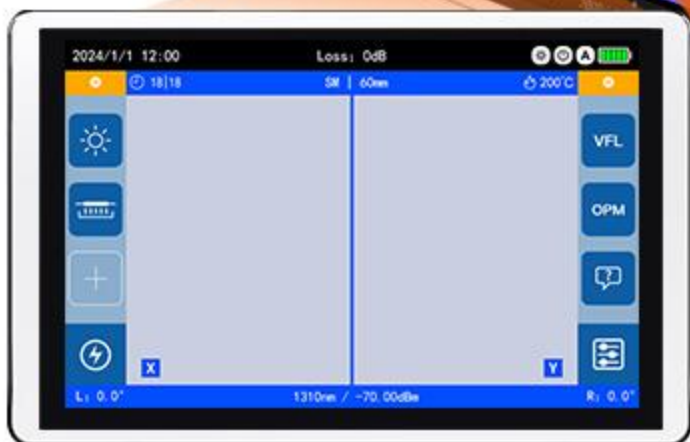 2024/1/1 12:00 Loss: 0dB A
18|18 SM | 60mm 200℃
VFL
OPM
?
X Y
L: 0.0° 1310nm / -70.00dBm R: 0.0°